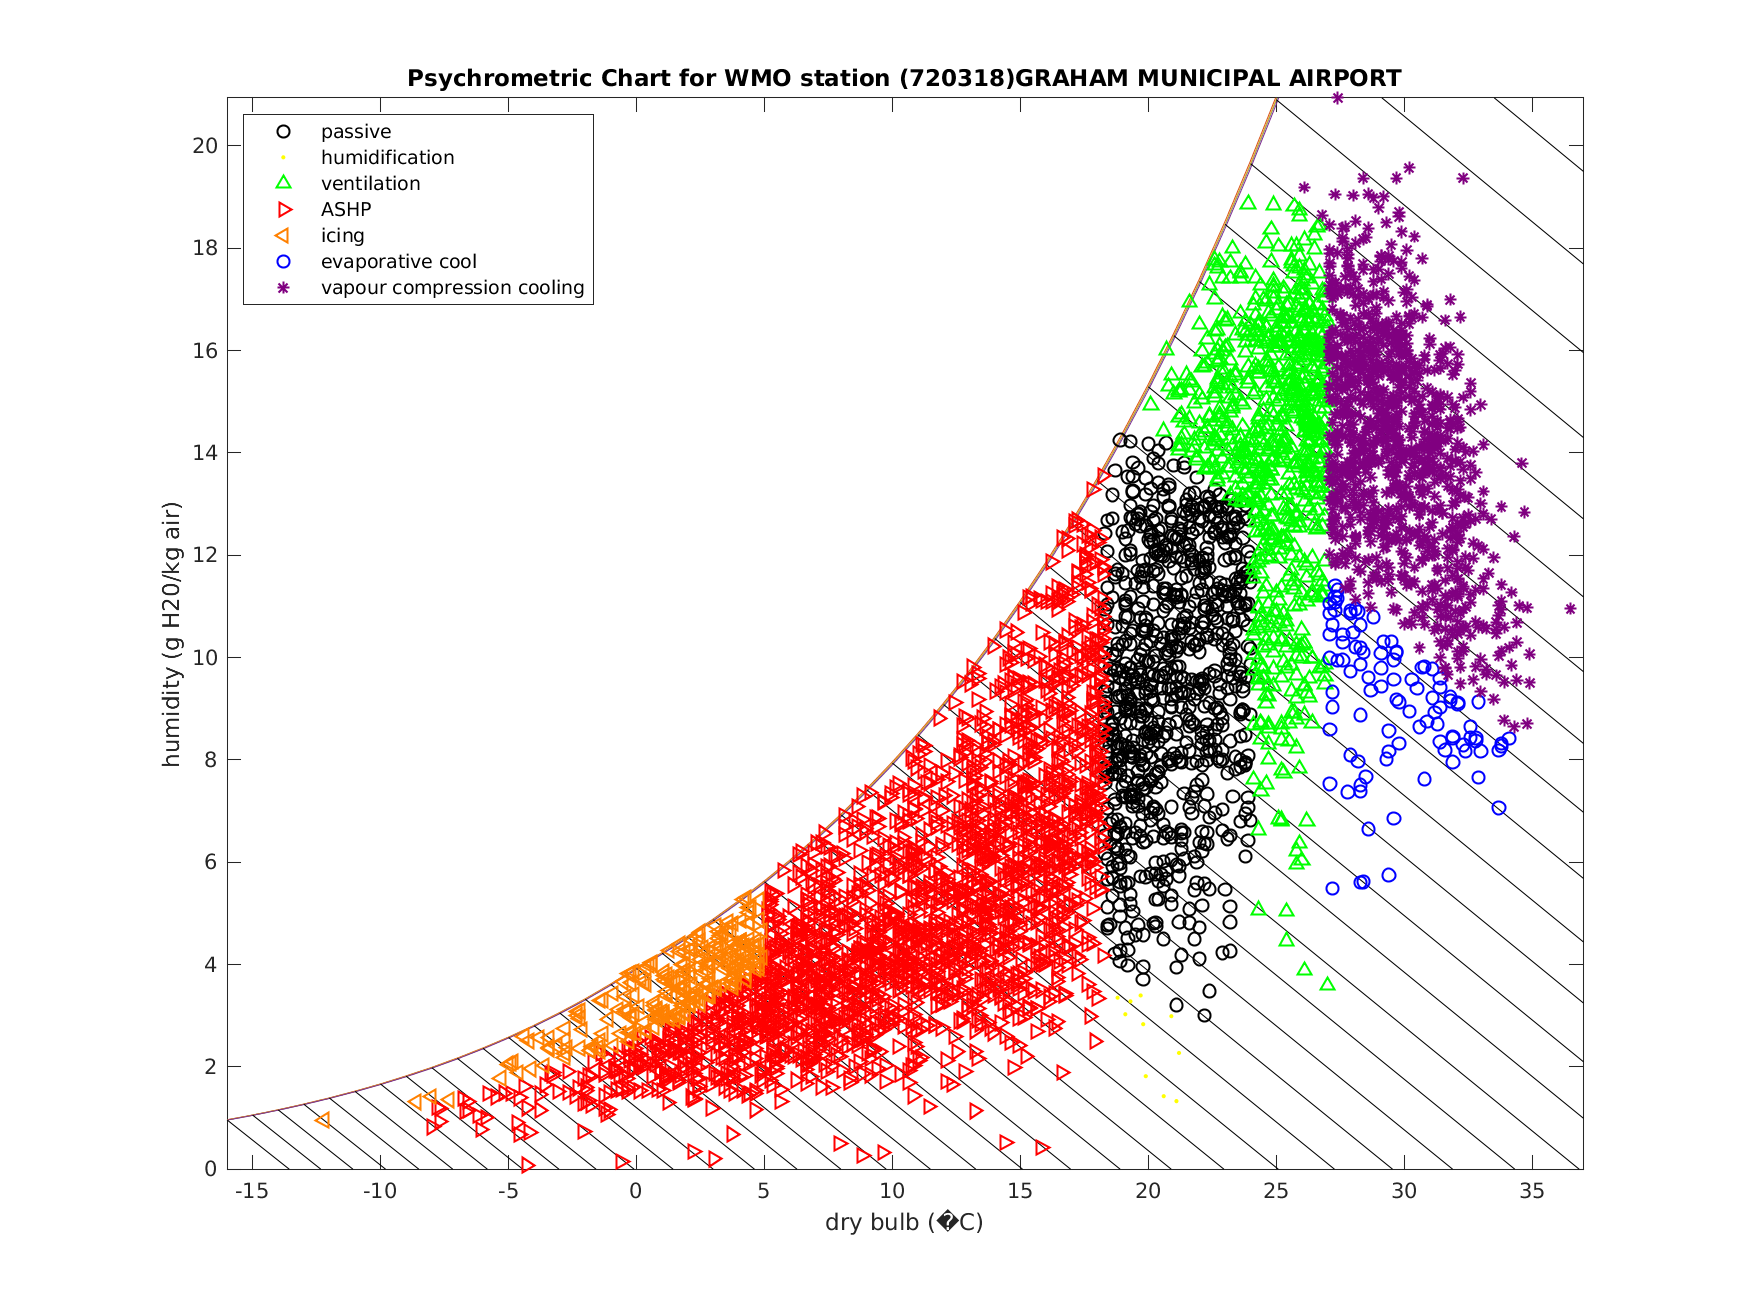 Psychrometric Chart for WMO station (720318)GRAHAM MUNICIPAL AIRPORT
passive
humidification
ventilation
ASHP
icing
evaporative cool
vapour compression cooling
humidity (g H20/kg air)
20
18
16
14
12
10
8
6
4
2
0
-15 -10 -5 0 5 10 15 20 25 30 35
dry bulb (�C)